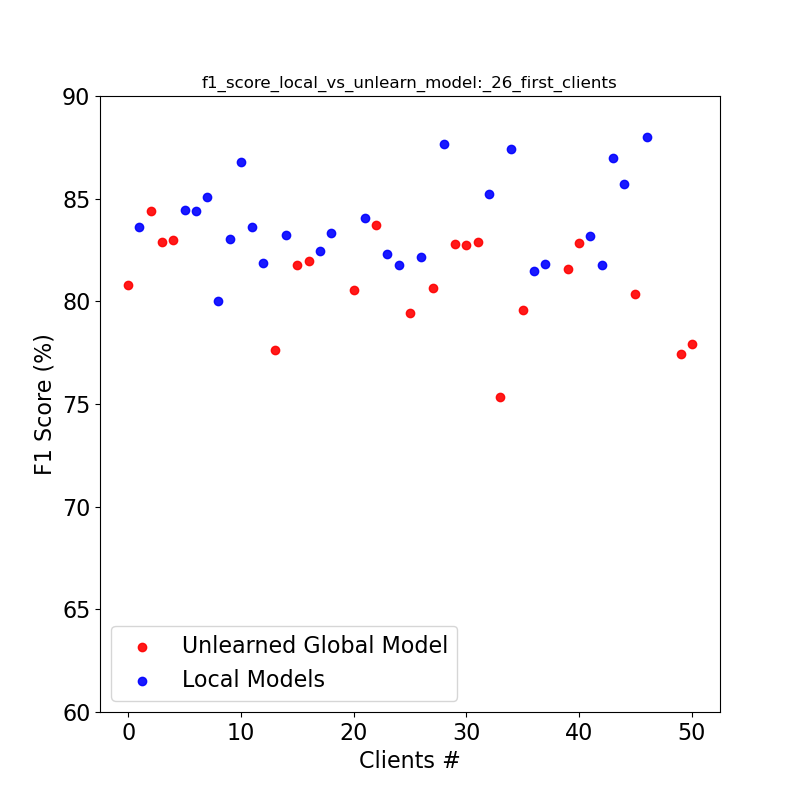 f1_score_local_vs_unlearn_model:_26_first_clients
90
85
80
75
70
65
60
F1 Score (%)
Unlearned Global Model
Local Models
0 10 20 30 40 50
Clients #